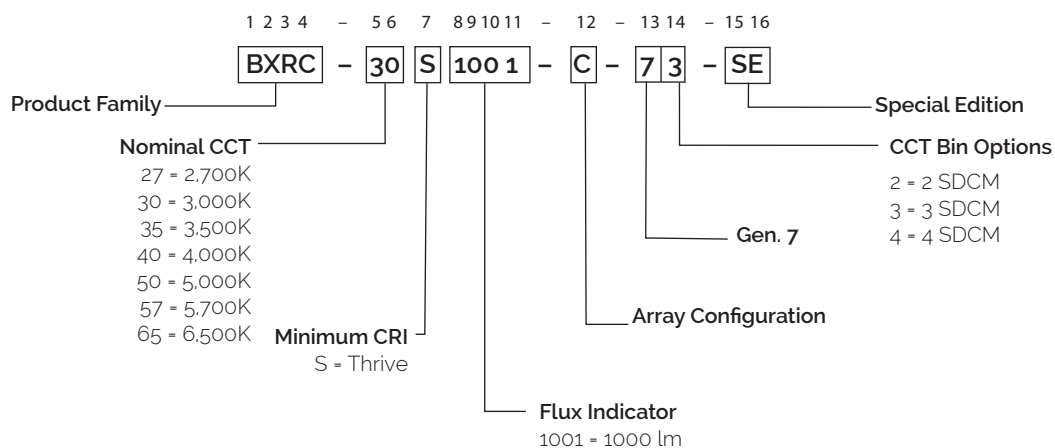 1 2 3 4 – 5 6 7 8 9 10 11 – 12 – 13 14 – 15 16
BXRC – 30 S 100 1 – C – 7 3 – SE
Product Family
Special Edition
Nominal CCT
27 = 2,700K
30 = 3,000K
35 = 3,500K
40 = 4,000K
50 = 5,000K
57 = 5,700K
65 = 6,500K
CCT Bin Options
2 = 2 SDCM
3 = 3 SDCM
4 = 4 SDCM
Gen. 7
Array Configuration
Minimum CRI
S = Thrive
Flux Indicator
1001 = 1000 lm